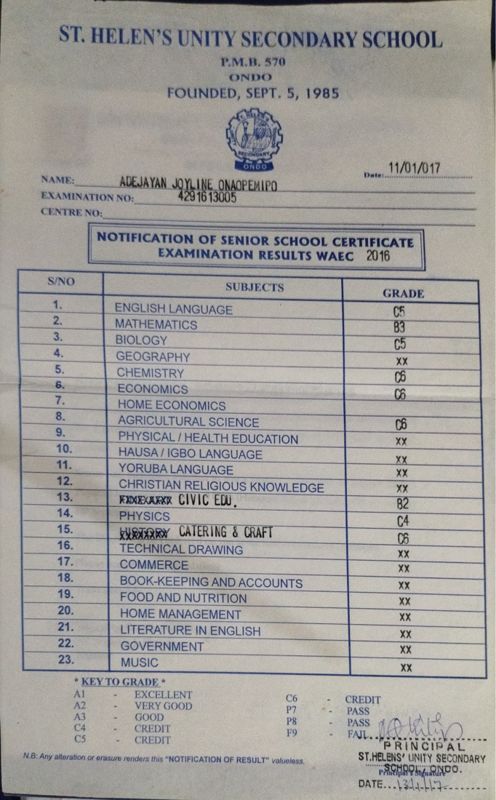 ST. HELEN'S UNITY SECONDARY SCHOOL
P.M.B. 570
ONDO
FOUNDED, SEPT. 5, 1985
SECONDARY
ONDO
Date: 11/01/017
NAME: ADEJAYAN JOYLINE ONAOPEMIPO
EXAMINATION NO: 4291613005
CENTRE NO:
NOTIFICATION OF SENIOR SCHOOL CERTIFICATE
EXAMINATION RESULTS WAEC 2016
S/NO SUBJECTS GRADE
1. ENGLISH LANGUAGE C5
2. MATHEMATICS B3
3. BIOLOGY C5
4. GEOGRAPHY xx
5. CHEMISTRY C6
6. ECONOMICS C6
7. HOME ECONOMICS
8. AGRICULTURAL SCIENCE C6
9. PHYSICAL / HEALTH EDUCATION xx
10. HAUSA / IGBO LANGUAGE xx
11. YORUBA LANGUAGE xx
12. CHRISTIAN RELIGIOUS KNOWLEDGE xx
13. CIVIC EDU. B2
14. PHYSICS C4
15. HISTORY CATERING & CRAFT C6
16. TECHNICAL DRAWING xx
17. COMMERCE xx
18. BOOK-KEEPING AND ACCOUNTS xx
19. FOOD AND NUTRITION xx
20. HOME MANAGEMENT xx
21. LITERATURE IN ENGLISH xx
22. GOVERNMENT xx
23. MUSIC xx
* KEY TO GRADE *
A1 - EXCELLENT
A2 - VERY GOOD
A3 - GOOD
C4 - CREDIT
C5 - CREDIT
C6 - CREDIT
P7 - PASS
P8 - PASS
F9 - FAIL
PRINCIPAL
ST.HELENS' UNITY SECONDARY
SCHOOL, ONDO.
Principal's Signature
DATE 13/1/17
N.B: Any alteration or erasure renders this "NOTIFICATION OF RESULT" valueless.